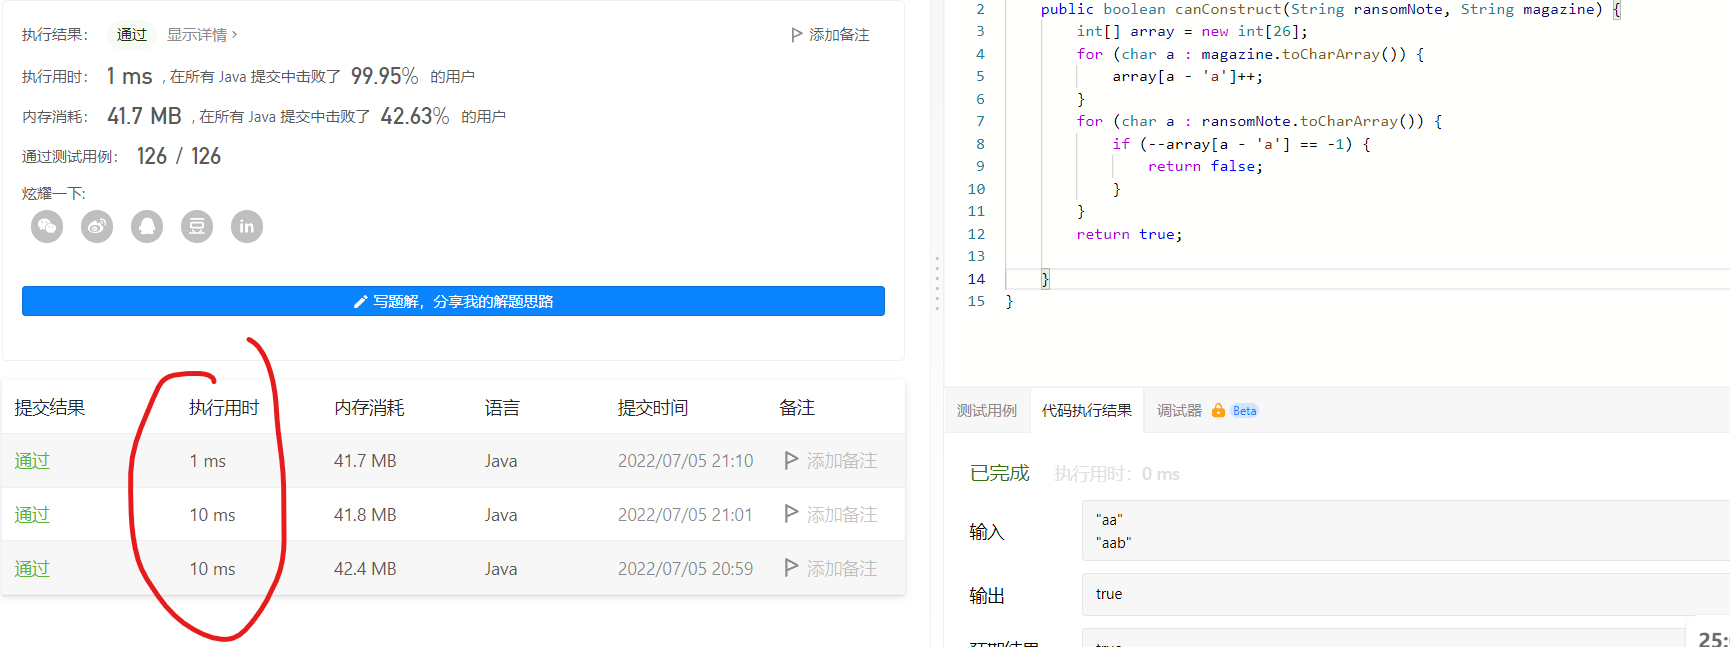 执行结果： 通过 显示详情 › 添加备注
执行用时： 1 ms , 在所有 Java 提交中击败了 99.95% 的用户
内存消耗： 41.7 MB , 在所有 Java 提交中击败了 42.63% 的用户
通过测试用例： 126 / 126
炫耀一下:
豆 in
写题解，分享我的解题思路
提交结果 执行用时 内存消耗 语言 提交时间 备注
通过 1 ms 41.7 MB Java 2022/07/05 21:10 添加备注
通过 10 ms 41.8 MB Java 2022/07/05 21:01 添加备注
通过 10 ms 42.4 MB Java 2022/07/05 20:59 添加备注
2 public boolean canConstruct(String ransomNote, String magazine) {
3 int[] array = new int[26];
4 for (char a : magazine.toCharArray()) {
5 array[a - 'a']++;
6 }
7 for (char a : ransomNote.toCharArray()) {
8 if (--array[a - 'a'] == -1) {
9 return false;
10 }
11 }
12 return true;
13
14 }
15 }
测试用例 代码执行结果 调试器 Beta
已完成 执行用时：0 ms
输入
"aa"
"aab"
输出
true
预期结果
true